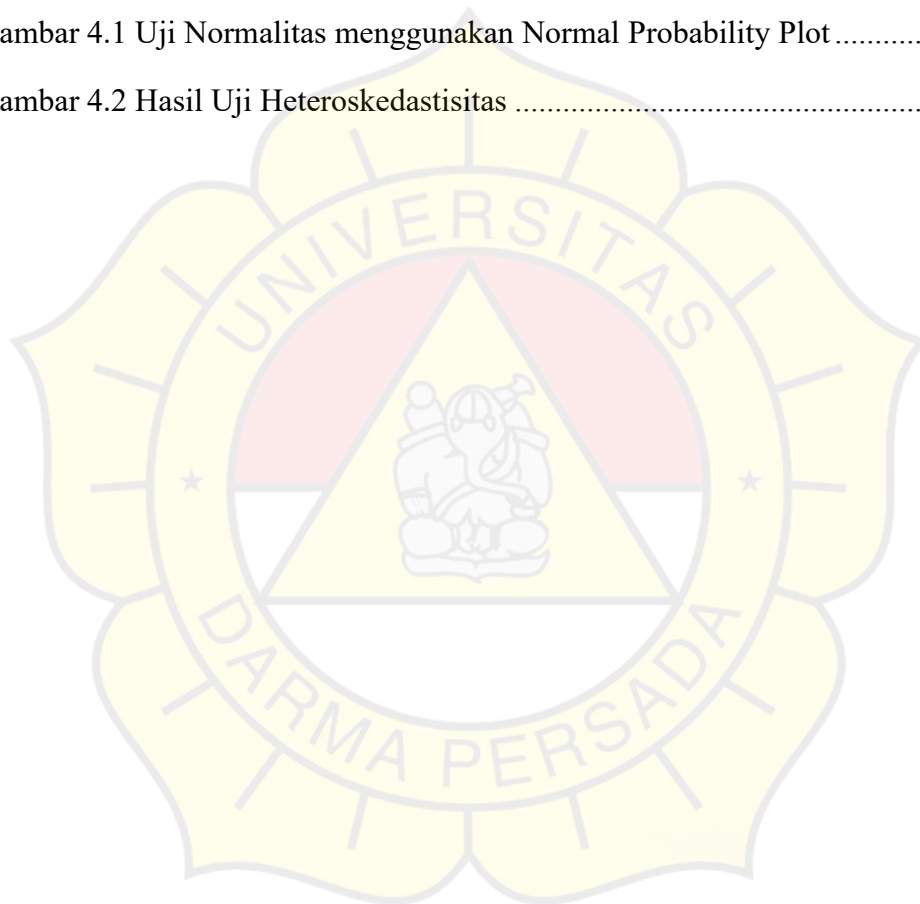 ambar 4.1 Uji Normalitas menggunakan Normal Probability Plot ...........
ambar 4.2 Hasil Uji Heteroskedastisitas ..................................................
UNIVERSITAS
DARMA PERSADA